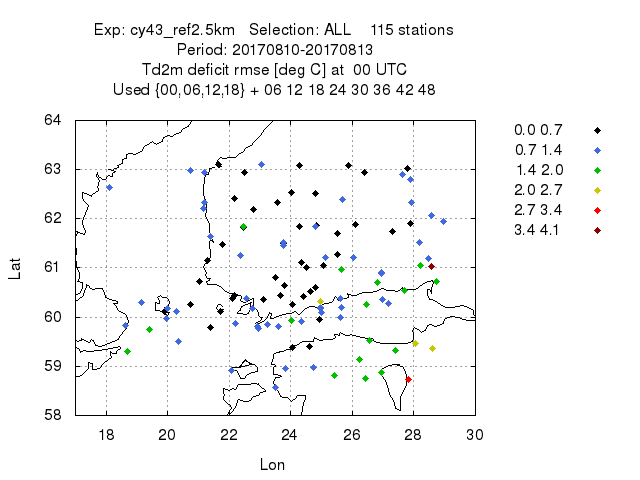 Exp: cy43_ref2.5km   Selection: ALL    115 stations
Period: 20170810-20170813
Td2m deficit rmse [deg C] at  00 UTC
Used {00,06,12,18} + 06 12 18 24 30 36 42 48
64
63
62
61
60
59
58
Lat
18 20 22 24 26 28 30
Lon
0.0 0.7
0.7 1.4
1.4 2.0
2.0 2.7
2.7 3.4
3.4 4.1